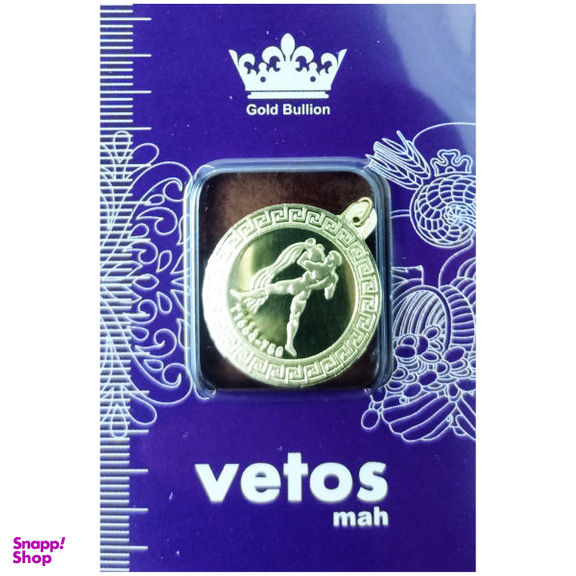 Gold Bullion
vetos
mah
Snapp!
Shop